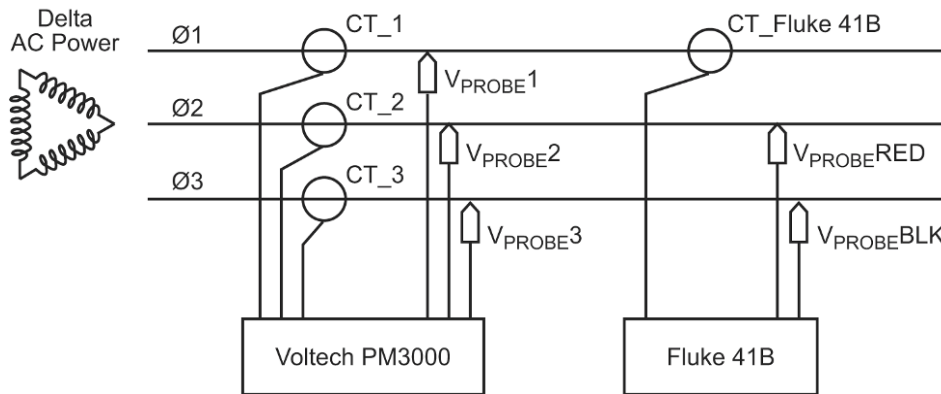 Delta
AC Power
Ø1
CT_1
CT_Fluke 41B
VPROBE1
Ø2
CT_2
VPROBE2
VPROBERED
Ø3
CT_3
VPROBE3
VPROBEBLK
Voltech PM3000
Fluke 41B